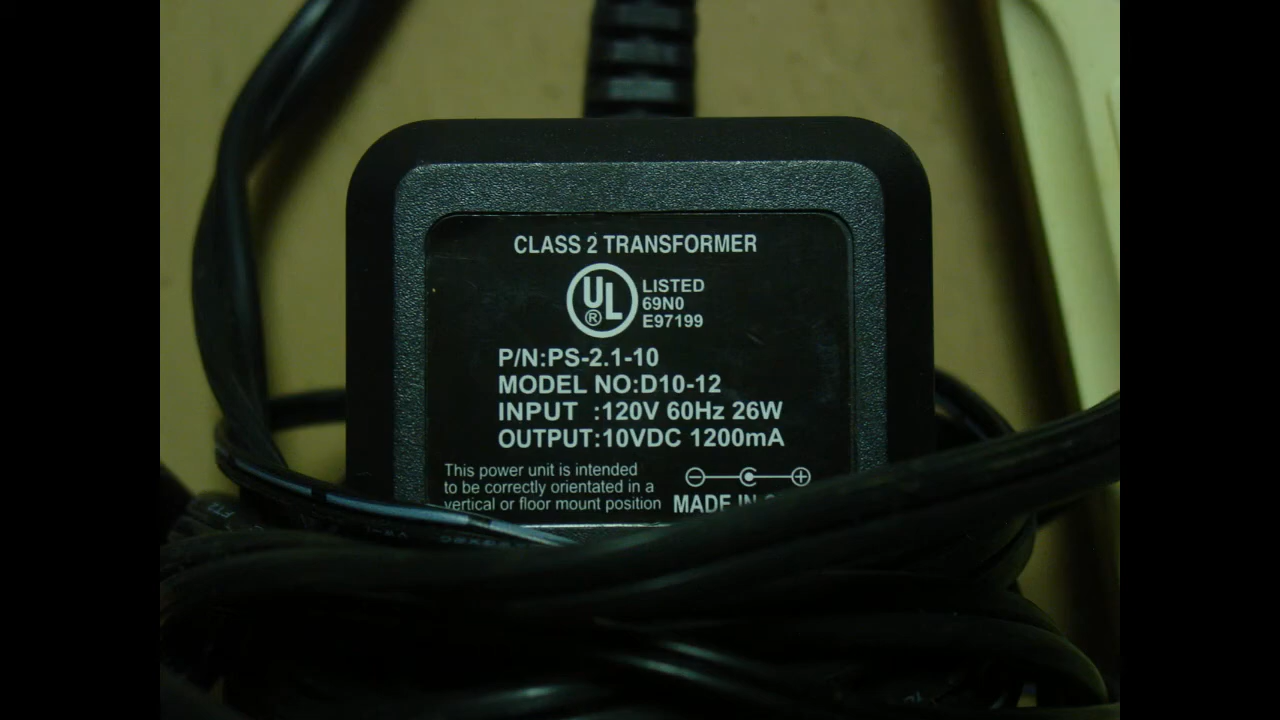 CLASS 2 TRANSFORMER
UL
®
LISTED
69N0
E97199
P/N:PS-2.1-10
MODEL NO:D10-12
INPUT :120V 60Hz 26W
OUTPUT:10VDC 1200mA
This power unit is intended
to be correctly orientated in a
vertical or floor mount position
MADE IN